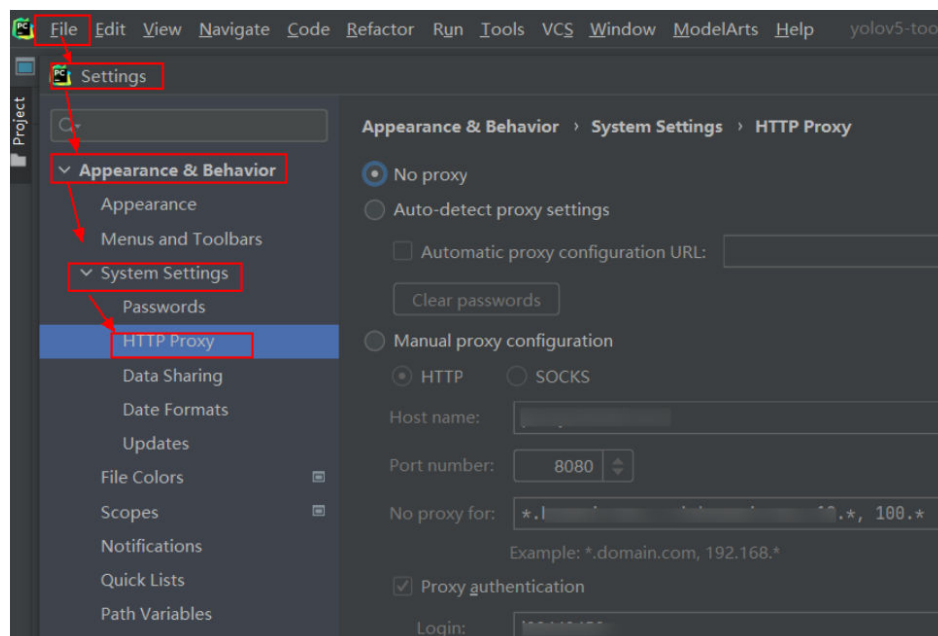 File Edit View Navigate Code Refactor Run Tools VCS Window ModelArts Help yolov5-too
Settings
Project
Appearance & Behavior › System Settings › HTTP Proxy
Appearance & Behavior
Appearance
Menus and Toolbars
System Settings
Passwords
HTTP Proxy
Data Sharing
Date Formats
Updates
File Colors
Scopes
Notifications
Quick Lists
Path Variables
No proxy
Auto-detect proxy settings
Automatic proxy configuration URL:
Clear passwords
Manual proxy configuration
HTTP SOCKS
Host name:
Port number: 8080
No proxy for: .*, 100.*
Example: *.domain.com, 192.168.*
Proxy authentication
Login: